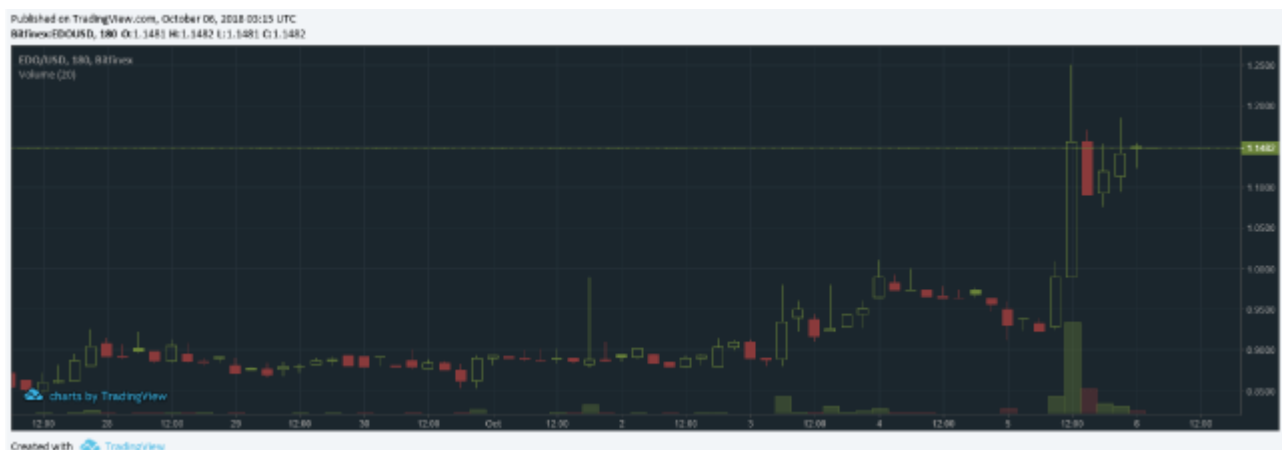 Published on TradingView.com, October 06, 2018 03:15 UTC
Bitfinex:EDOUSD, 180 O:1.1481 H:1.1482 L:1.1481 C:1.1482
EDO/USD, 180, Bitfinex
Volume (20)
1.2500
1.2000
1.1482
1.1000
1.0500
1.0000
0.9500
0.9000
0.8500
charts by TradingView
12:00 28 12:00 29 12:00 30 12:00 Oct 12:00 2 12:00 3 12:00 4 12:00 5 12:00 6 12:00
Created with TradingView